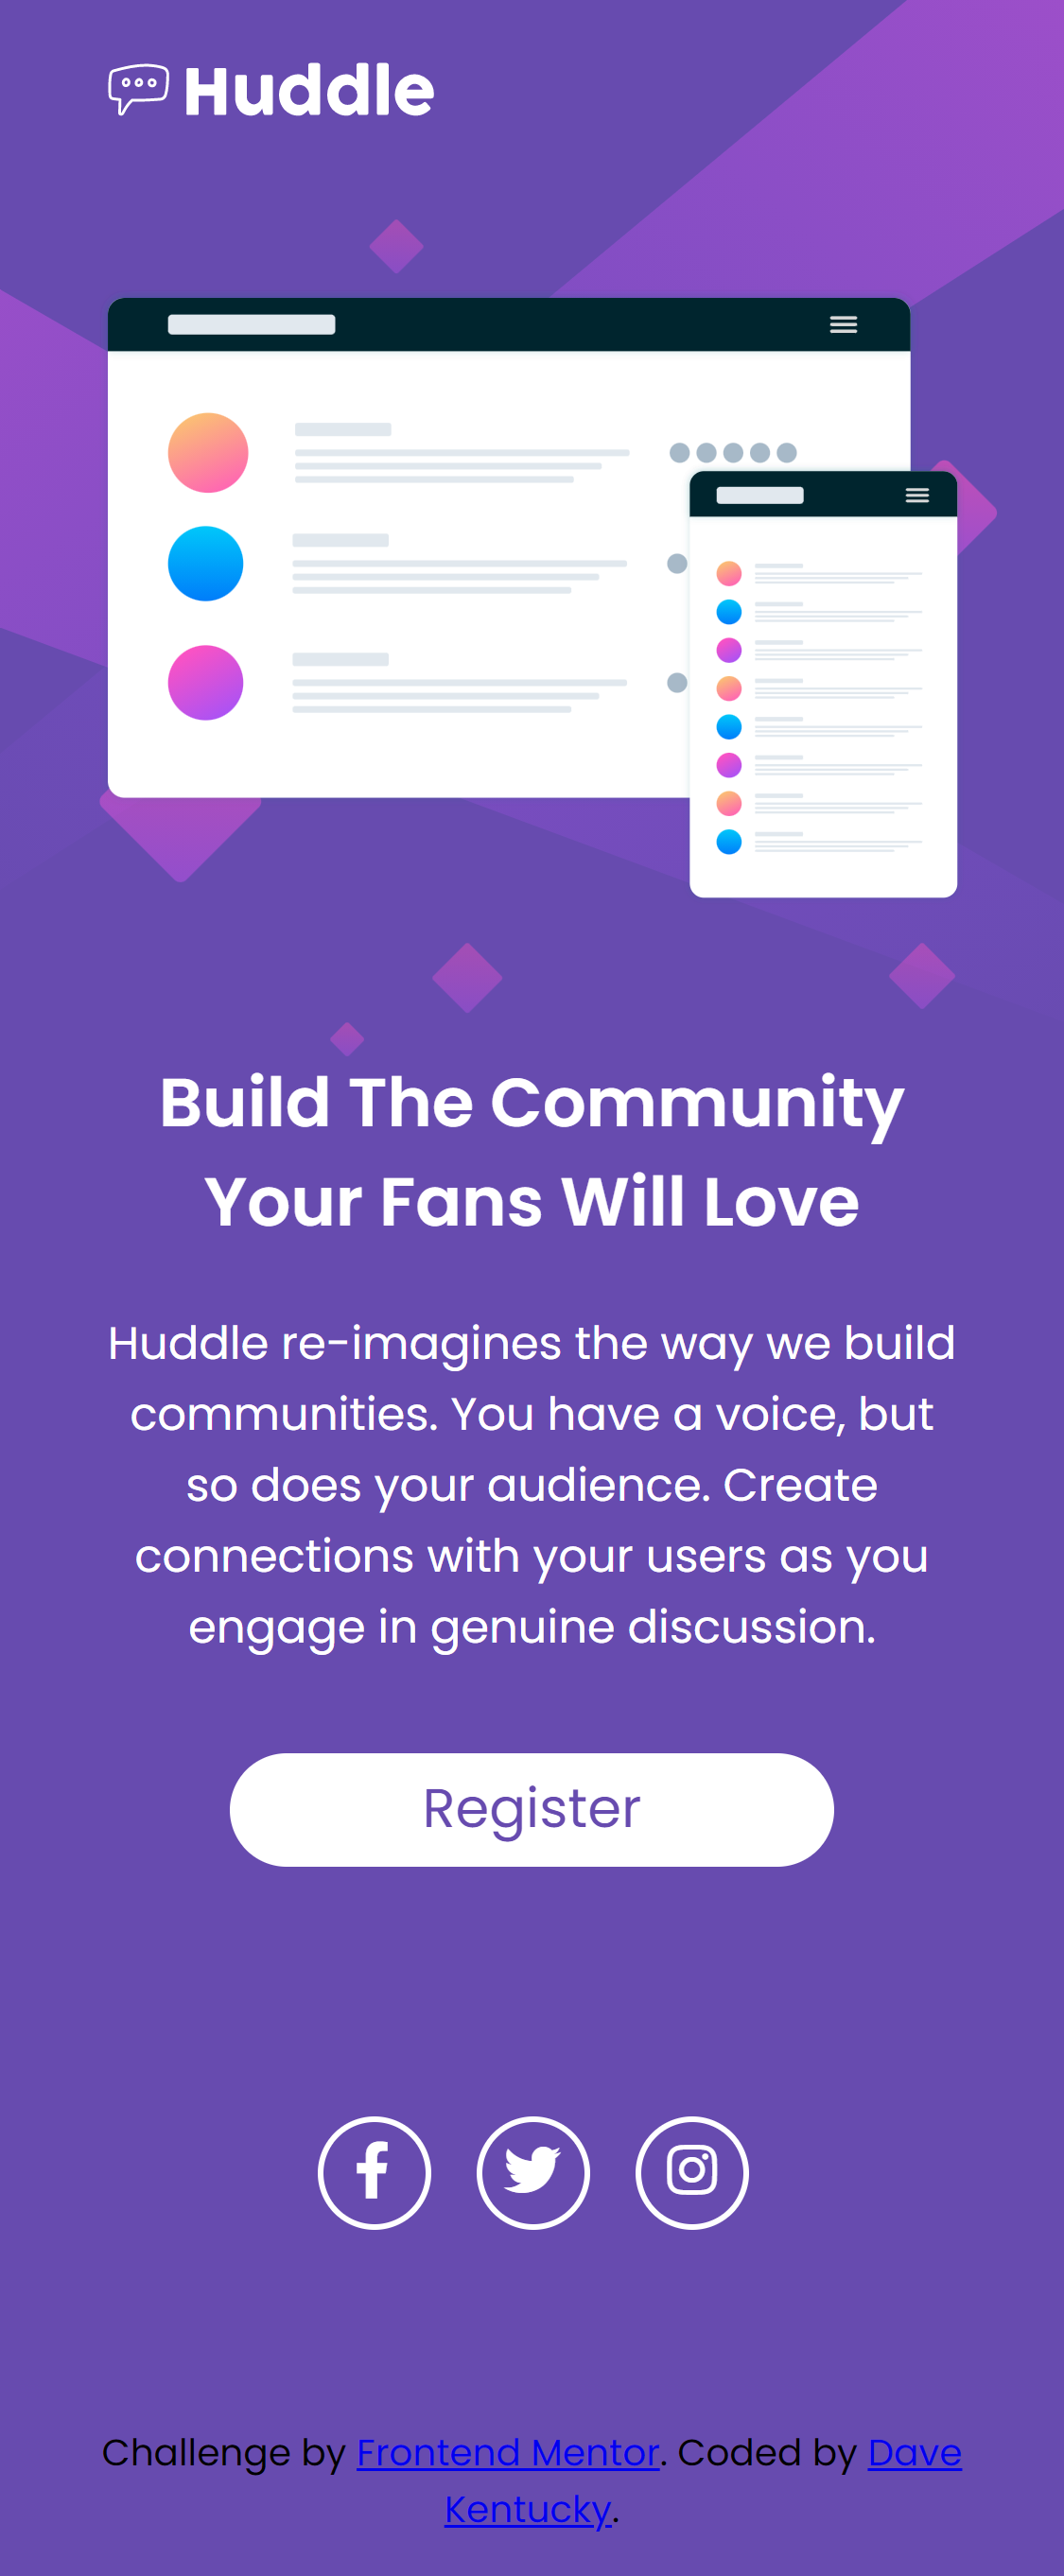 Huddle
Build The Community
Your Fans Will Love
Huddle re-imagines the way we build
communities. You have a voice, but
so does your audience. Create
connections with your users as you
engage in genuine discussion.
Register
Challenge by Frontend Mentor. Coded by Dave
Kentucky.